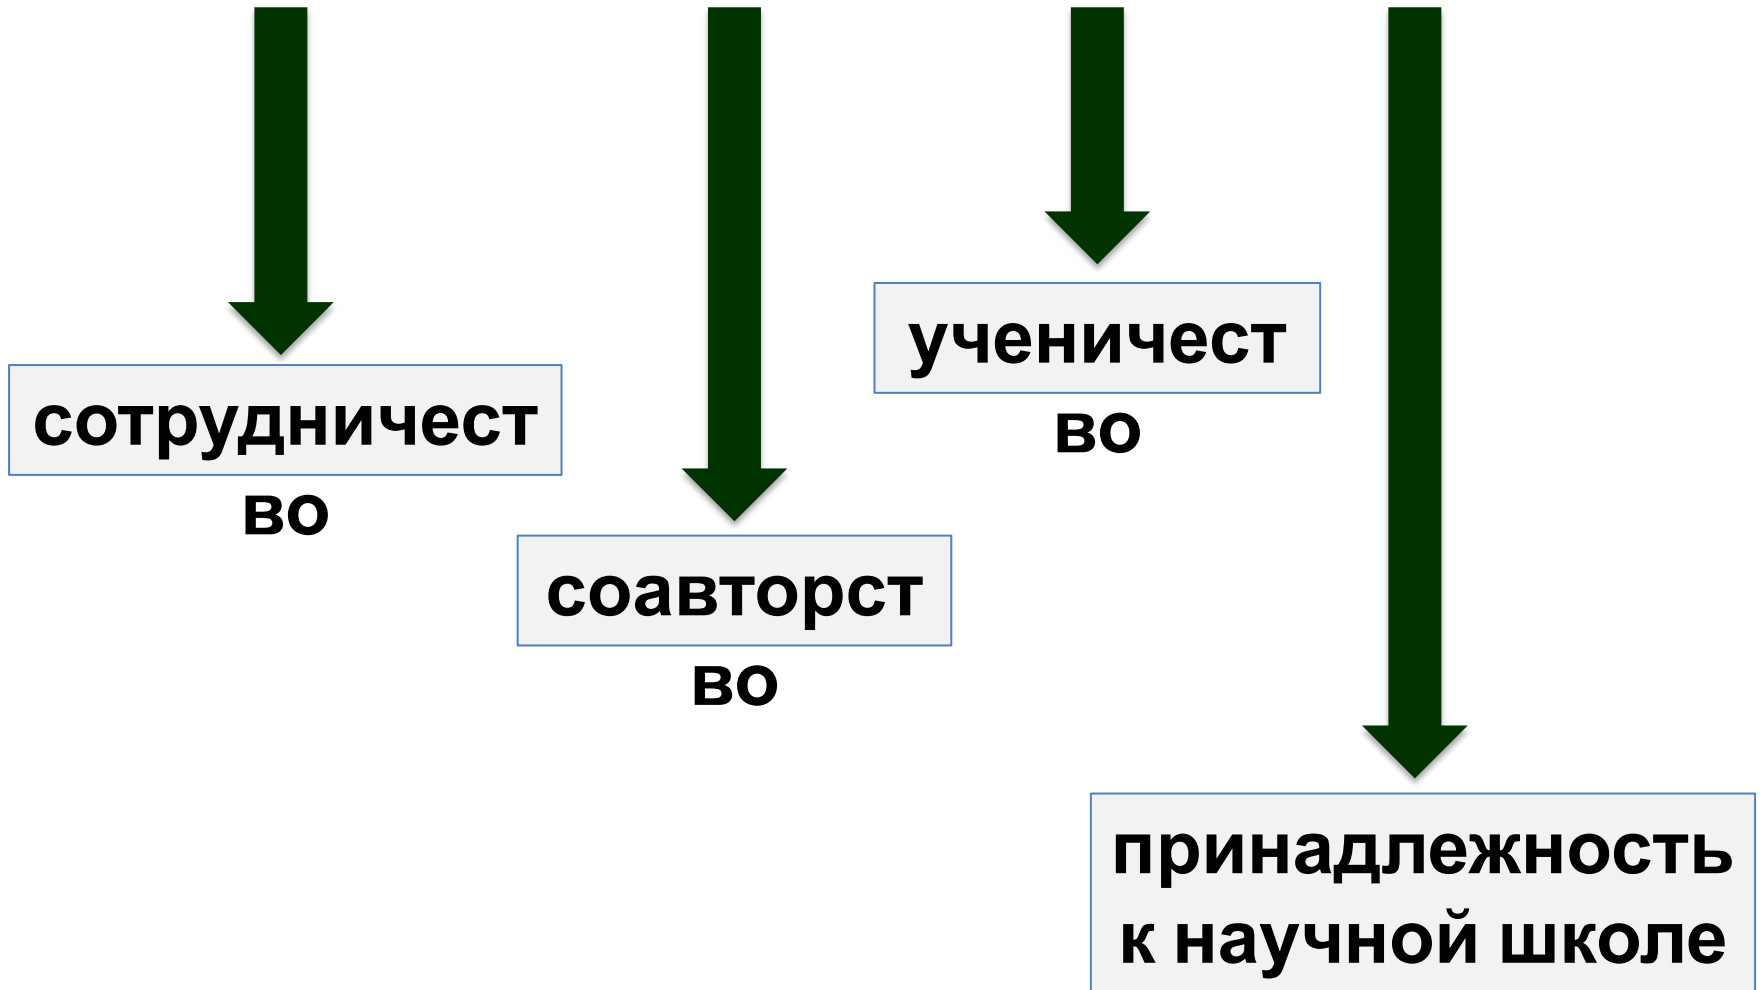 сотрудничест
во
соавторст
во
ученичест
во
принадлежность
к научной школе